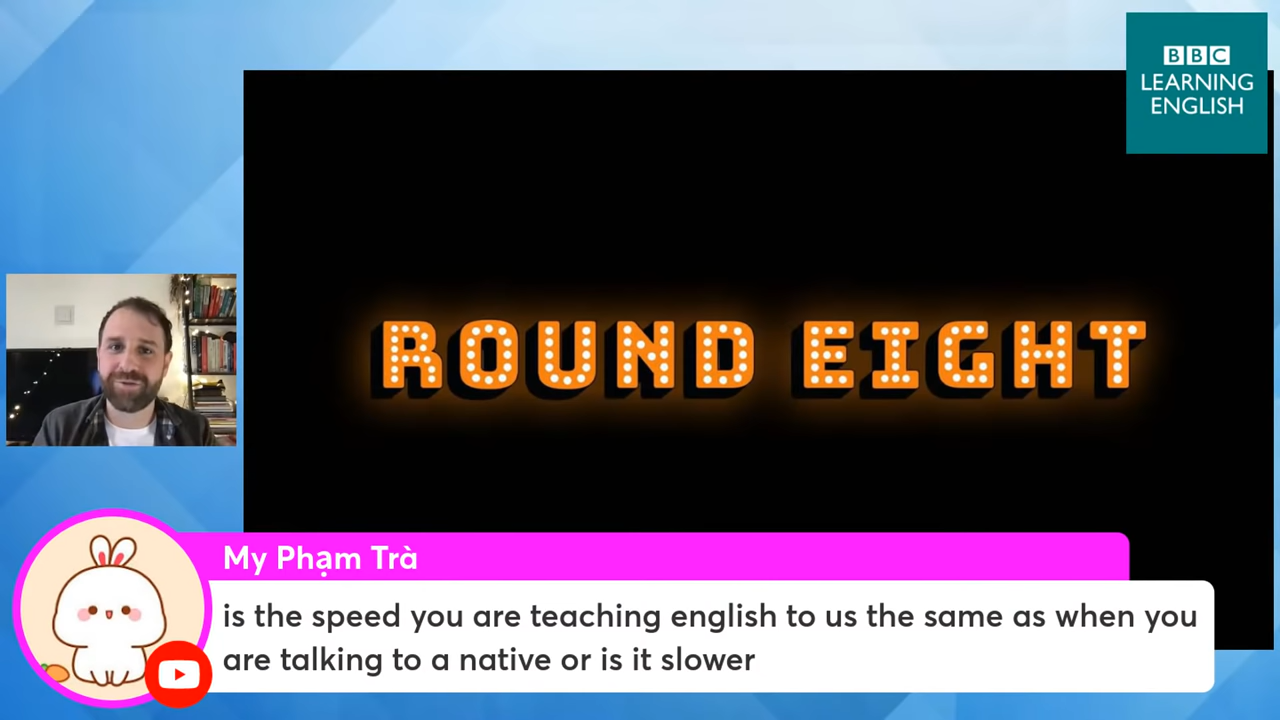 BBC
LEARNING
ENGLISH
ROUND EIGHT
My Phạm Trà
is the speed you are teaching english to us the same as when you
are talking to a native or is it slower